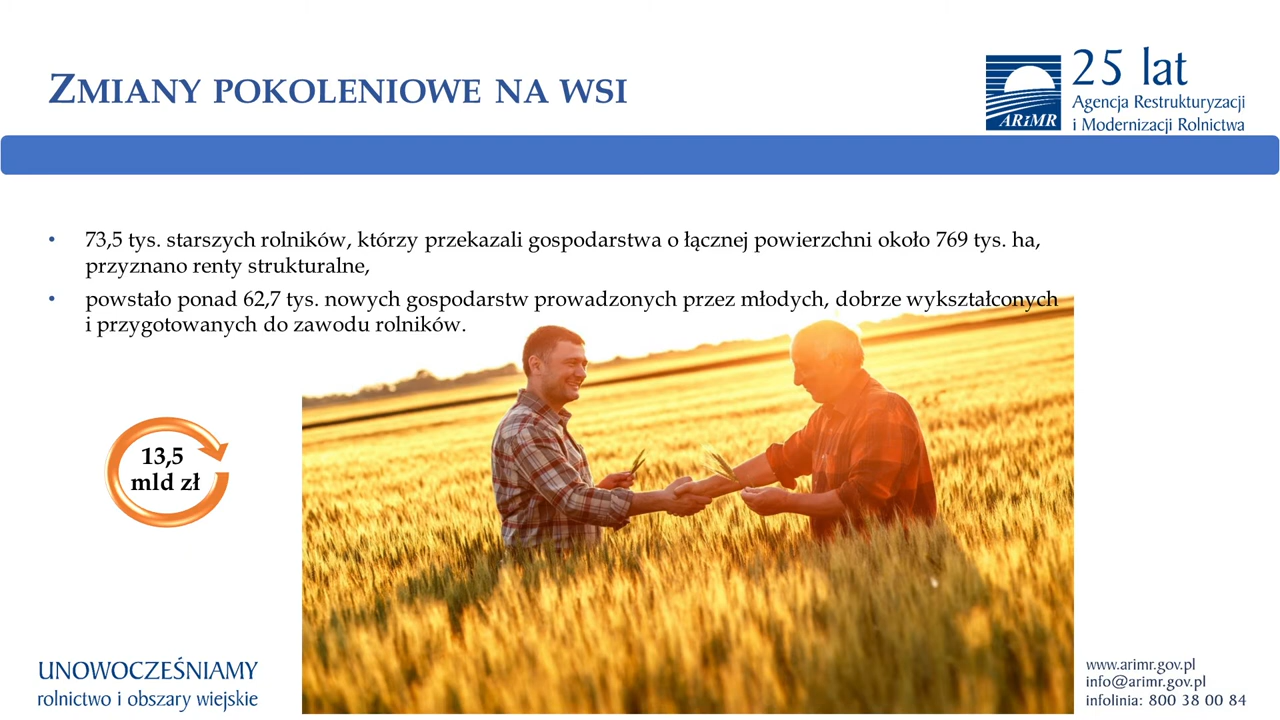 ZMIANY POKOLENIOWE NA WSI
25 lat
Agencja Restrukturyzacji
i Modernizacji Rolnictwa
ARiMR
• 73,5 tys. starszych rolników, którzy przekazali gospodarstwa o łącznej powierzchni około 769 tys. ha,
przyznano renty strukturalne,
• powstało ponad 62,7 tys. nowych gospodarstw prowadzonych przez młodych, dobrze wykształconych
i przygotowanych do zawodu rolników.
13,5
mld zł
UNOWOCZEŚNIAMY
rolnictwo i obszary wiejskie
www.arimr.gov.pl
info@arimr.gov.pl
infolinia: 800 38 00 84